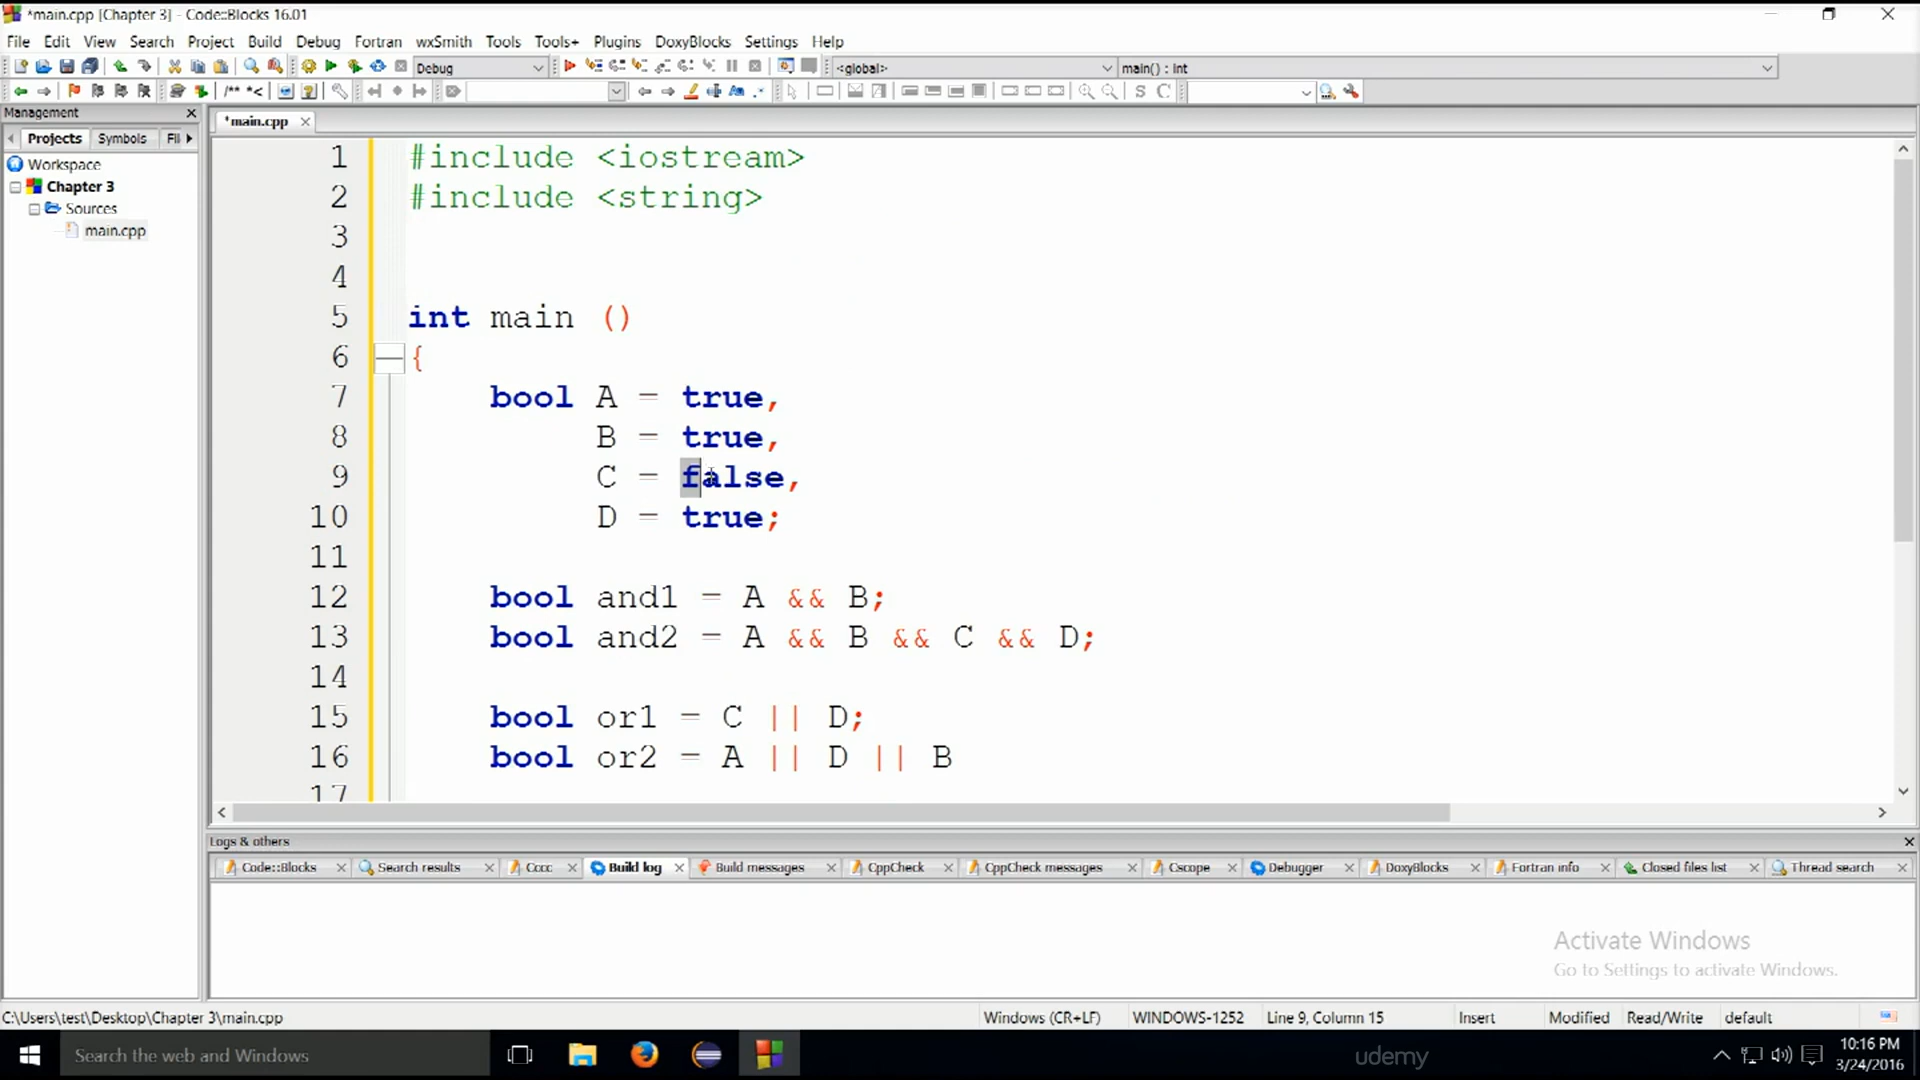 *main.cpp [Chapter 3] - Code::Blocks 16.01
File Edit View Search Project Build Debug Fortran wxSmith Tools Tools+ Plugins DoxyBlocks Settings Help
Debug <global> main() : int
/** *<
S C
Management
Projects Symbols Fil
*main.cpp
Workspace
Chapter 3
Sources
main.cpp
1 #include <iostream>
2 #include <string>
3
4
5 int main ()
6 {
7 bool A = true,
8 B = true,
9 C = false,
10 D = true;
11
12 bool and1 = A && B;
13 bool and2 = A && B && C && D;
14
15 bool or1 = C || D;
16 bool or2 = A || D || B
17
Logs & others
Code::Blocks Search results Cccc Build log Build messages CppCheck CppCheck messages Cscope Debugger DoxyBlocks Fortran info Closed files list Thread search
Activate Windows
Go to Settings to activate Windows.
C:\Users\test\Desktop\Chapter 3\main.cpp Windows (CR+LF) WINDOWS-1252 Line 9, Column 15 Insert Modified Read/Write default
Search the web and Windows
udemy
10:16 PM
3/24/2016